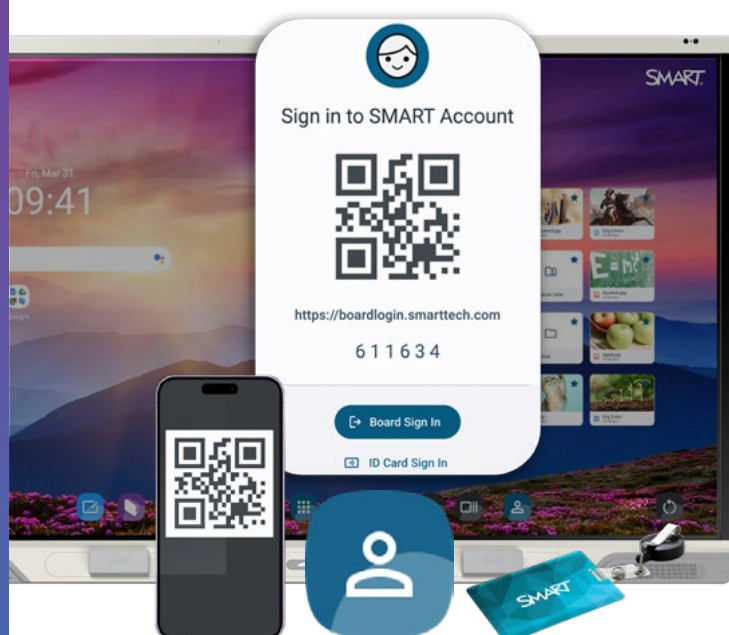 SMART
Sign in to SMART Account
Fri, Mar 31
09:41
https://boardlogin.smarttech.com
611634
Board Sign In
ID Card Sign In
E=mc²
SMART